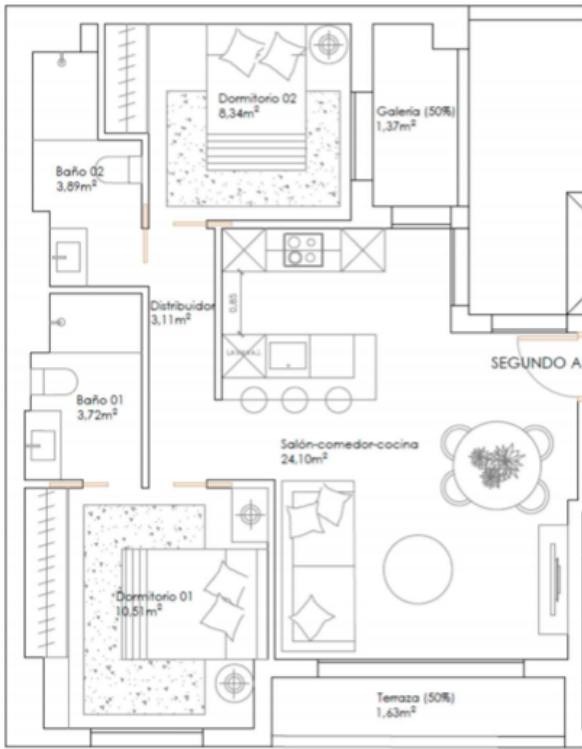 Dormitorio 02
8,34m²
Galería (50%)
1,37m²
Baño 02
3,89m²
Distribuidor
3,11m²
0,85
SEGUNDO A
Baño 01
3,72m²
Salón-comedor-cocina
24,10m²
Dormitorio 01
10,51m²
Terraza (50%)
1,63m²